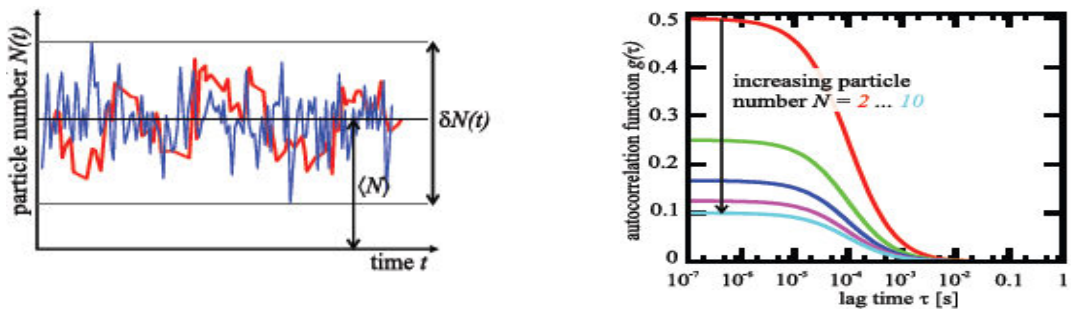 particle number N(t)
δN(t)
⟨N⟩
time t
autocorrelation function g(τ)
0.5
0.4
0.3
0.2
0.1
0
increasing particle
number N = 2 ... 10
10⁻⁷ 10⁻⁶ 10⁻⁵ 10⁻⁴ 10⁻³ 10⁻² 0.1 1
lag time τ [s]